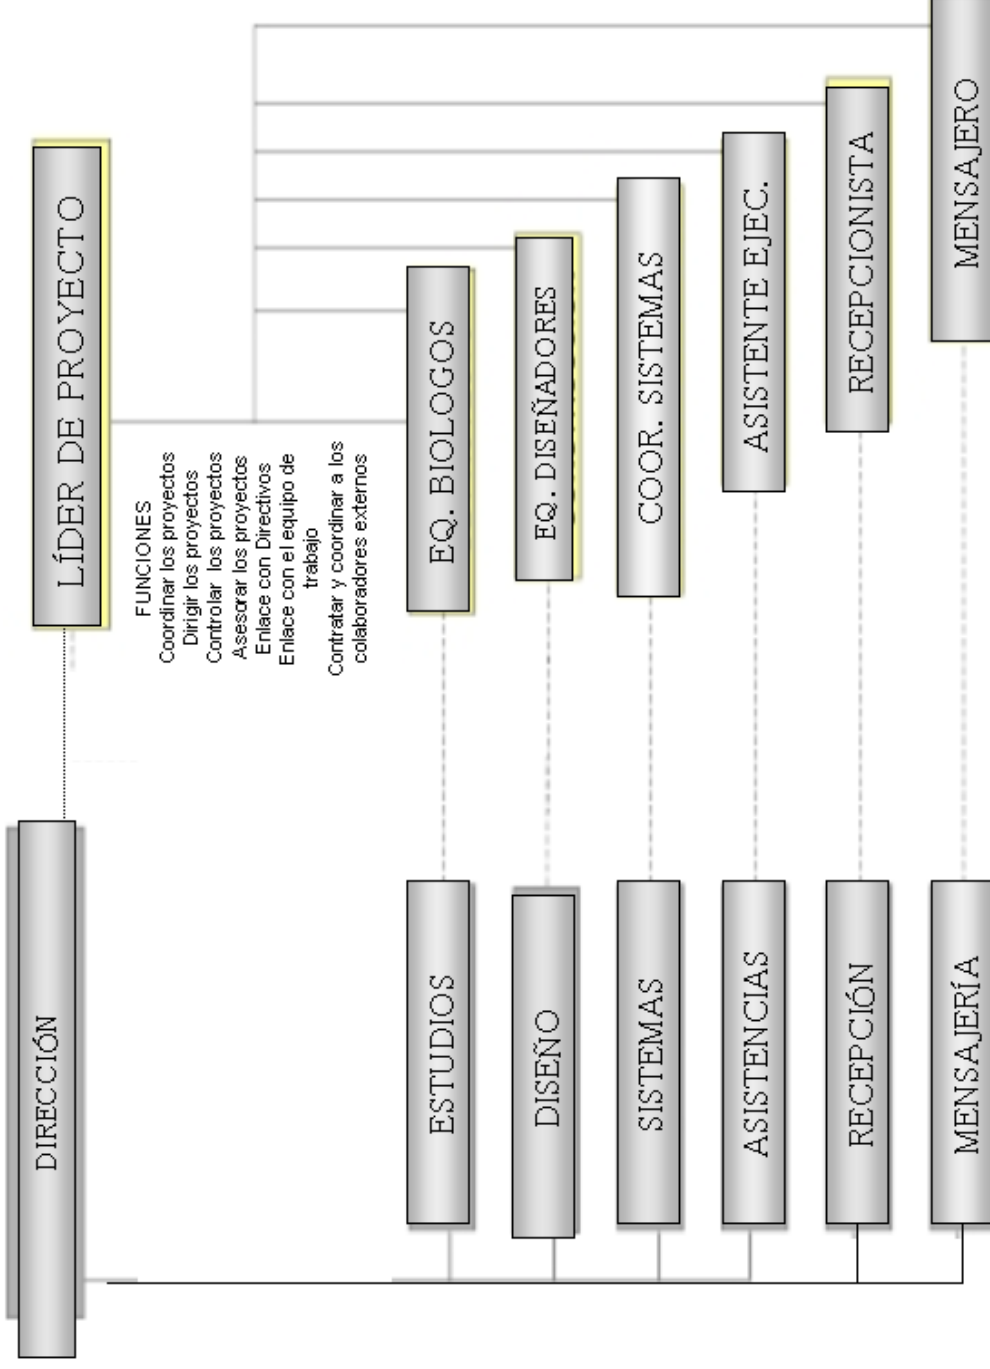 DIRECCIÓN
LÍDER DE PROYECTO
FUNCIONES
Coordinar los proyectos
Dirigir los proyectos
Controlar los proyectos
Asesorar los proyectos
Enlace con Directivos
Enlace con el equipo de
trabajo
Contratar y coordinar a los
colaboradores externos
ESTUDIOS
EQ. BIOLOGOS
DISEÑO
EQ. DISEÑADORES
SISTEMAS
COOR. SISTEMAS
ASISTENCIAS
ASISTENTE EJEC.
RECEPCIÓN
RECEPCIONISTA
MENSAJERÍA
MENSAJERO